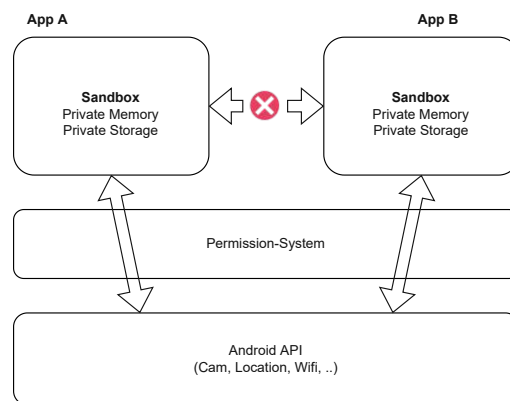 App A
App B
Sandbox
Private Memory
Private Storage
Sandbox
Private Memory
Private Storage
Permission-System
Android API
(Cam, Location, Wifi, ..)